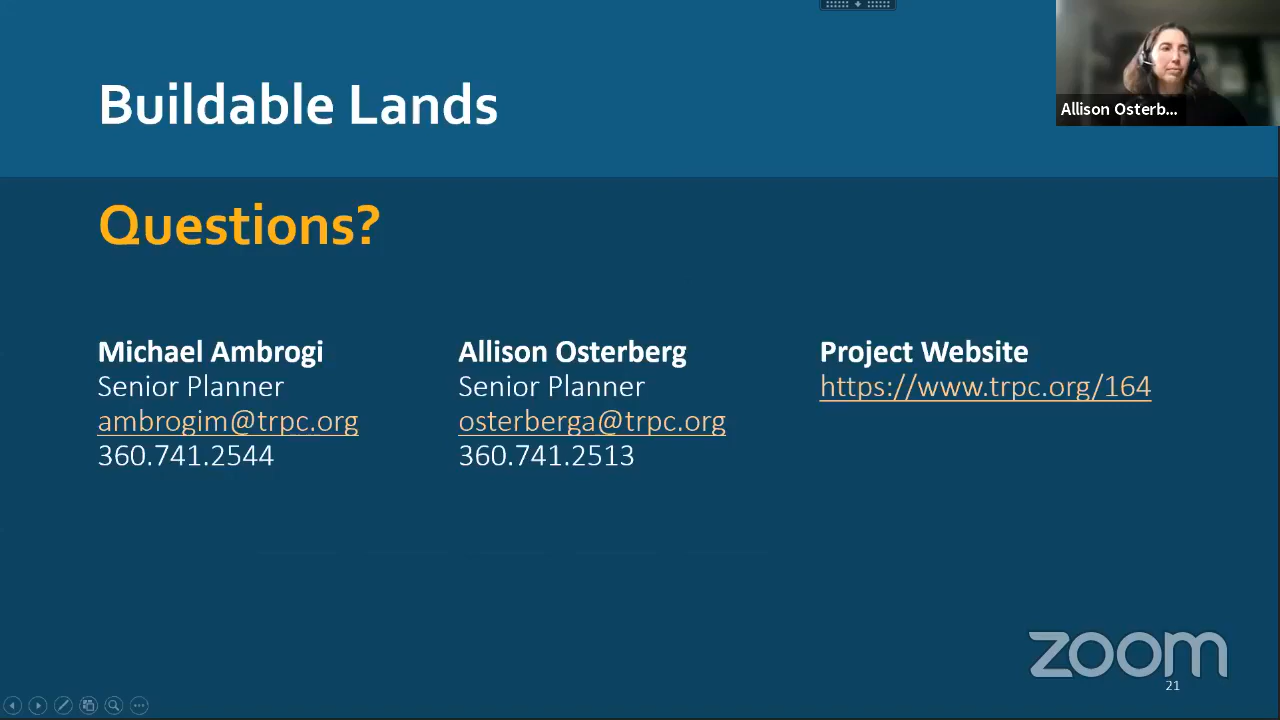 Buildable Lands
Allison Osterb...
Questions?
Michael Ambrogi
Senior Planner
ambrogim@trpc.org
360.741.2544
Allison Osterberg
Senior Planner
osterberga@trpc.org
360.741.2513
Project Website
https://www.trpc.org/164
zoom
21